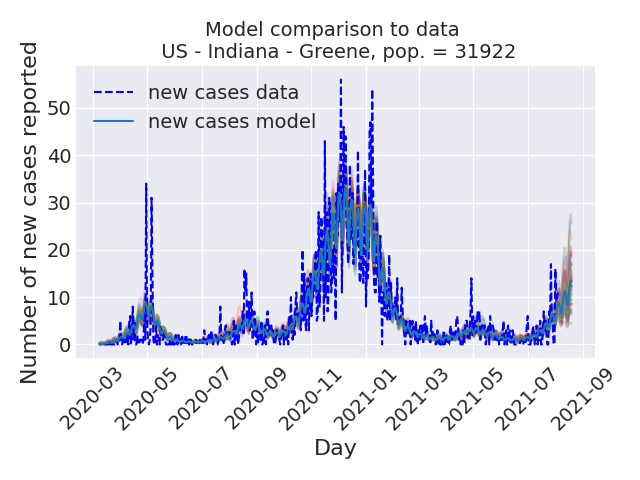 Model comparison to data
US - Indiana - Greene, pop. = 31922
Number of new cases reported
50
40
30
20
10
0
new cases data
new cases model
2020-03
2020-05
2020-07
2020-09
2020-11
2021-01
2021-03
2021-05
2021-07
2021-09
Day